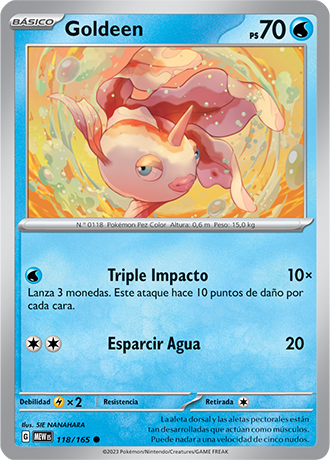 BÁSICO Goldeen PS 70
N.º 0118 Pokémon Pez Color Altura: 0,6 m Peso: 15,0 kg
Triple Impacto 10×
Lanza 3 monedas. Este ataque hace 10 puntos de daño por
cada cara.
Esparcir Agua 20
Debilidad ×2 Resistencia Retirada
Ilus. SIE NANAHARA
La aleta dorsal y las aletas pectorales están
tan desarrolladas que actúan como músculos.
Puede nadar a una velocidad de cinco nudos.
G MEW ES 118/165
©2023 Pokémon/Nintendo/Creatures/GAME FREAK